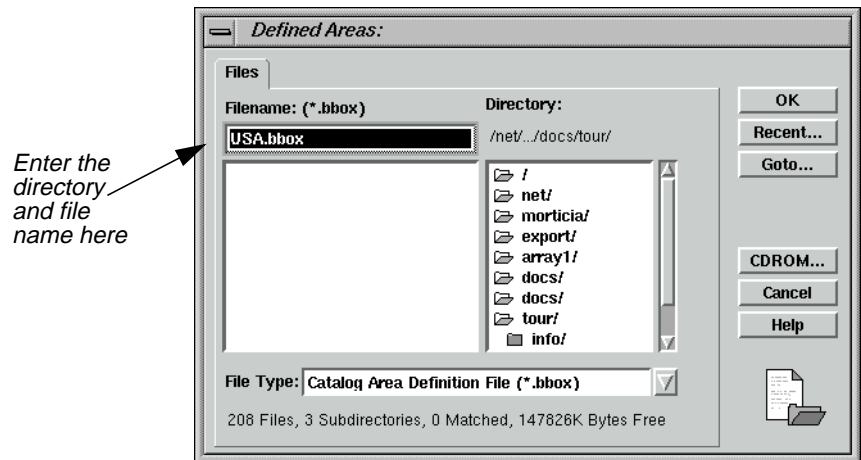 Defined Areas:
Files
Filename: (*.bbox)
Directory:
USA.bbox
/net/.../docs/tour/
Enter the
directory
and file
name here
/
net/
morticia/
export/
array1/
docs/
docs/
tour/
info/
File Type: Catalog Area Definition File (*.bbox)
208 Files, 3 Subdirectories, 0 Matched, 147826K Bytes Free
OK
Recent...
Goto...
CDROM...
Cancel
Help